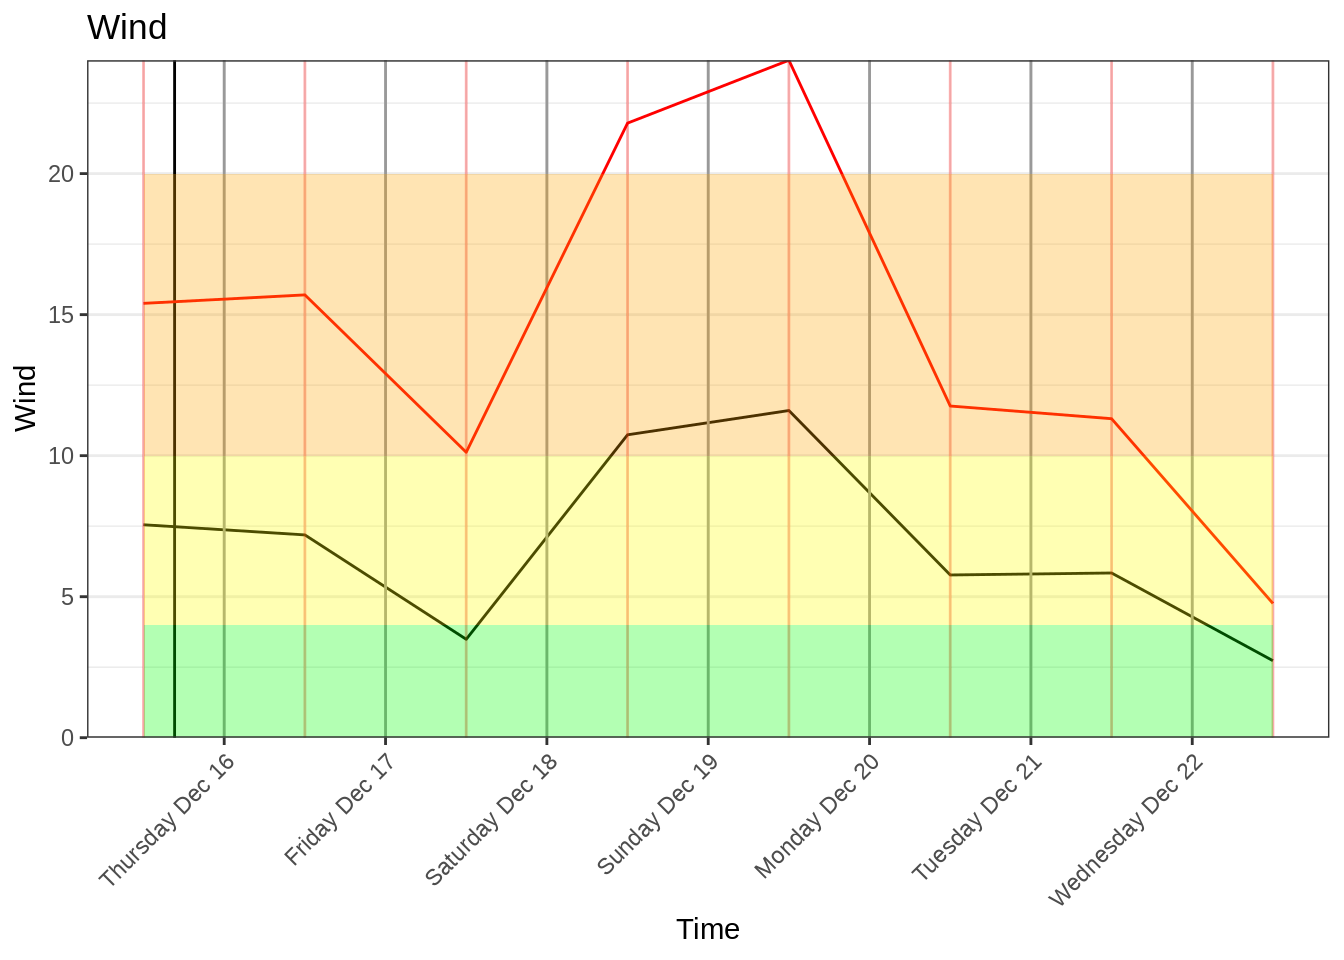 Wind
Wind
20
15
10
5
0
Thursday Dec 16
Friday Dec 17
Saturday Dec 18
Sunday Dec 19
Monday Dec 20
Tuesday Dec 21
Wednesday Dec 22
Time